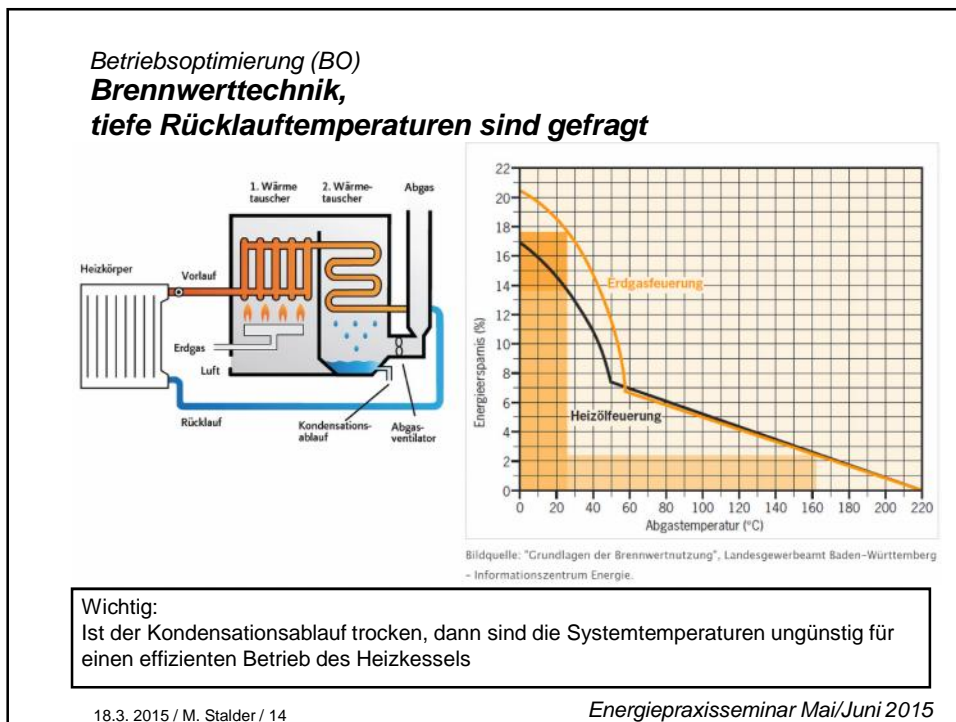 Betriebsoptimierung (BO)
Brennwerttechnik,
tiefe Rücklauftemperaturen sind gefragt
1. Wärme
tauscher
2. Wärme-
tauscher
Abgas
Heizkörper
Vorlauf
Erdgas
Luft
Rücklauf
Kondensations-
ablauf
Abgas-
ventilator
22
20
18
16
14
12
10
8
6
4
2
0
Energieersparnis (%)
Erdgasfeuerung
Heizölfeuerung
0 20 40 60 80 100 120 140 160 180 200 220
Abgastemperatur (°C)
Bildquelle: "Grundlagen der Brennwertnutzung", Landesgewerbeamt Baden-Württemberg
– Informationszentrum Energie.
Wichtig:
Ist der Kondensationsablauf trocken, dann sind die Systemtemperaturen ungünstig für
einen effizienten Betrieb des Heizkessels
18.3. 2015 / M. Stalder / 14
Energiepraxisseminar Mai/Juni 2015